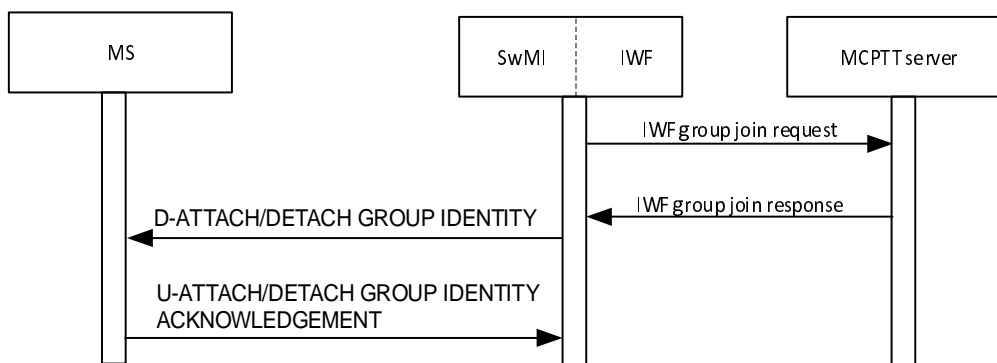 MS
SwMI
IWF
MCPTT server
IWF group join request
IWF group join response
D-ATTACH/DETACH GROUP IDENTITY
U-ATTACH/DETACH GROUP IDENTITY
ACKNOWLEDGEMENT